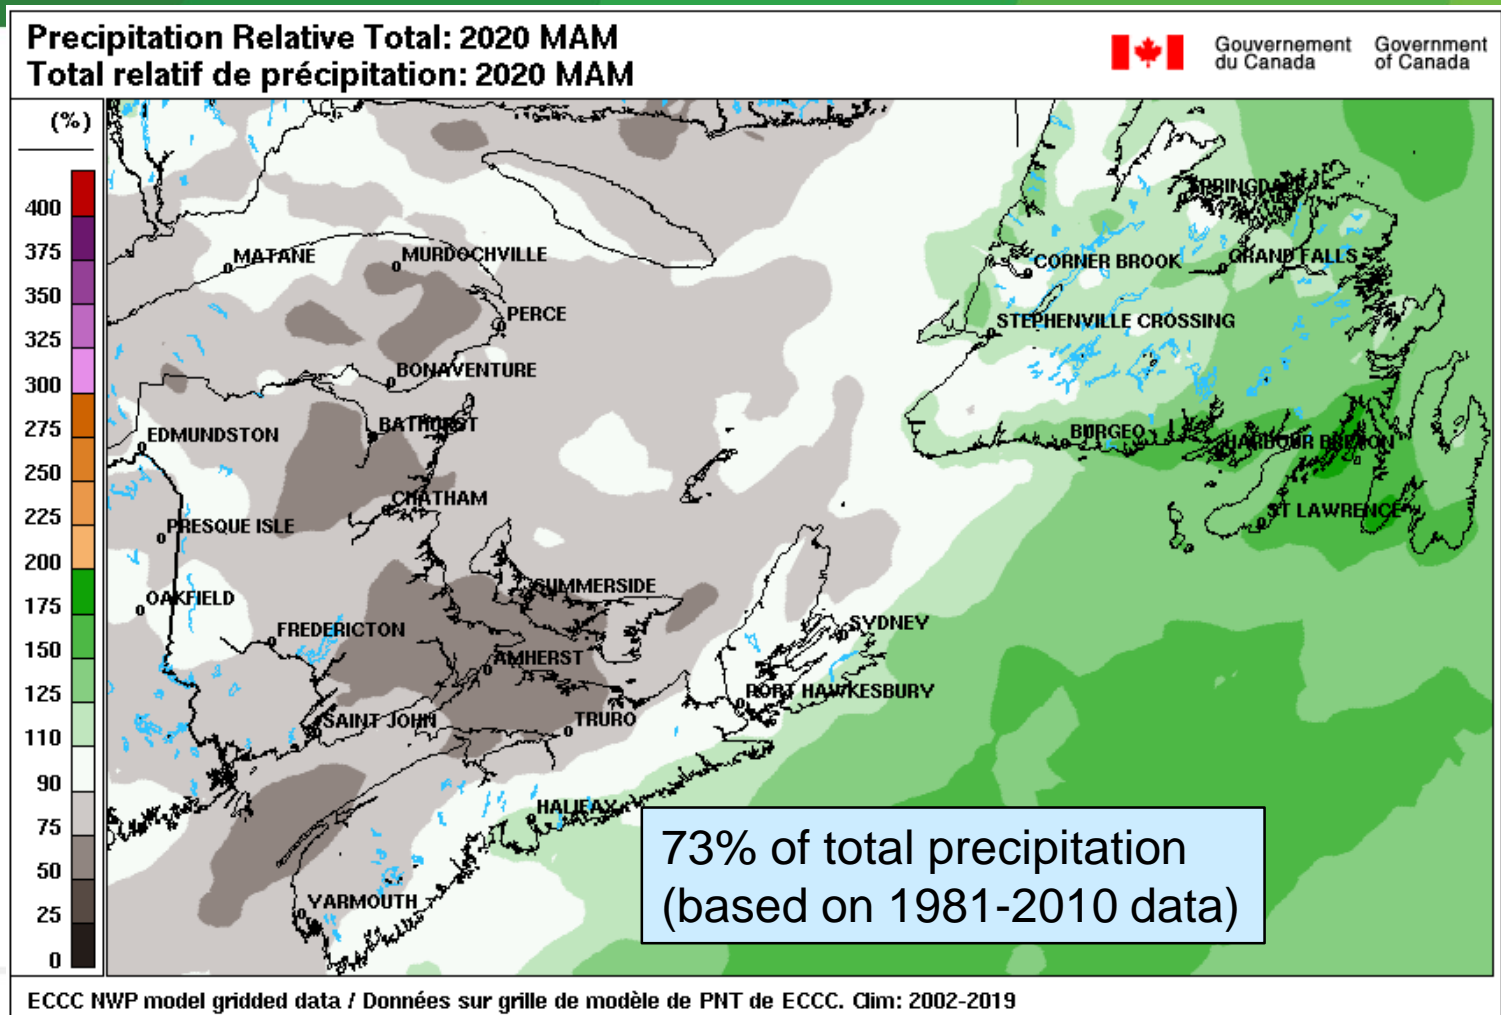 Precipitation Relative Total: 2020 MAM
Total relatif de précipitation: 2020 MAM
Gouvernement du Canada
Government of Canada
(%)
400
375
350
325
300
275
250
225
200
175
150
125
110
90
75
50
25
0
SPRINGDALE
MATANE
MURDOCHVILLE
CORNER BROOK
GRAND FALLS
PERCE
STEPHENVILLE CROSSING
BONAVENTURE
BATHURST
EDMUNDSTON
BURGEO
HARBOUR BRETON
CHATHAM
PRESQUE ISLE
ST LAWRENCE
SUMMERSIDE
OAKFIELD
FREDERICTON
SYDNEY
AMHERST
PORT HAWKESBURY
SAINT JOHN
TRURO
HALIFAX
YARMOUTH
73% of total precipitation
(based on 1981-2010 data)
ECCC NWP model gridded data / Données sur grille de modèle de PNT de ECCC. Clim: 2002-2019